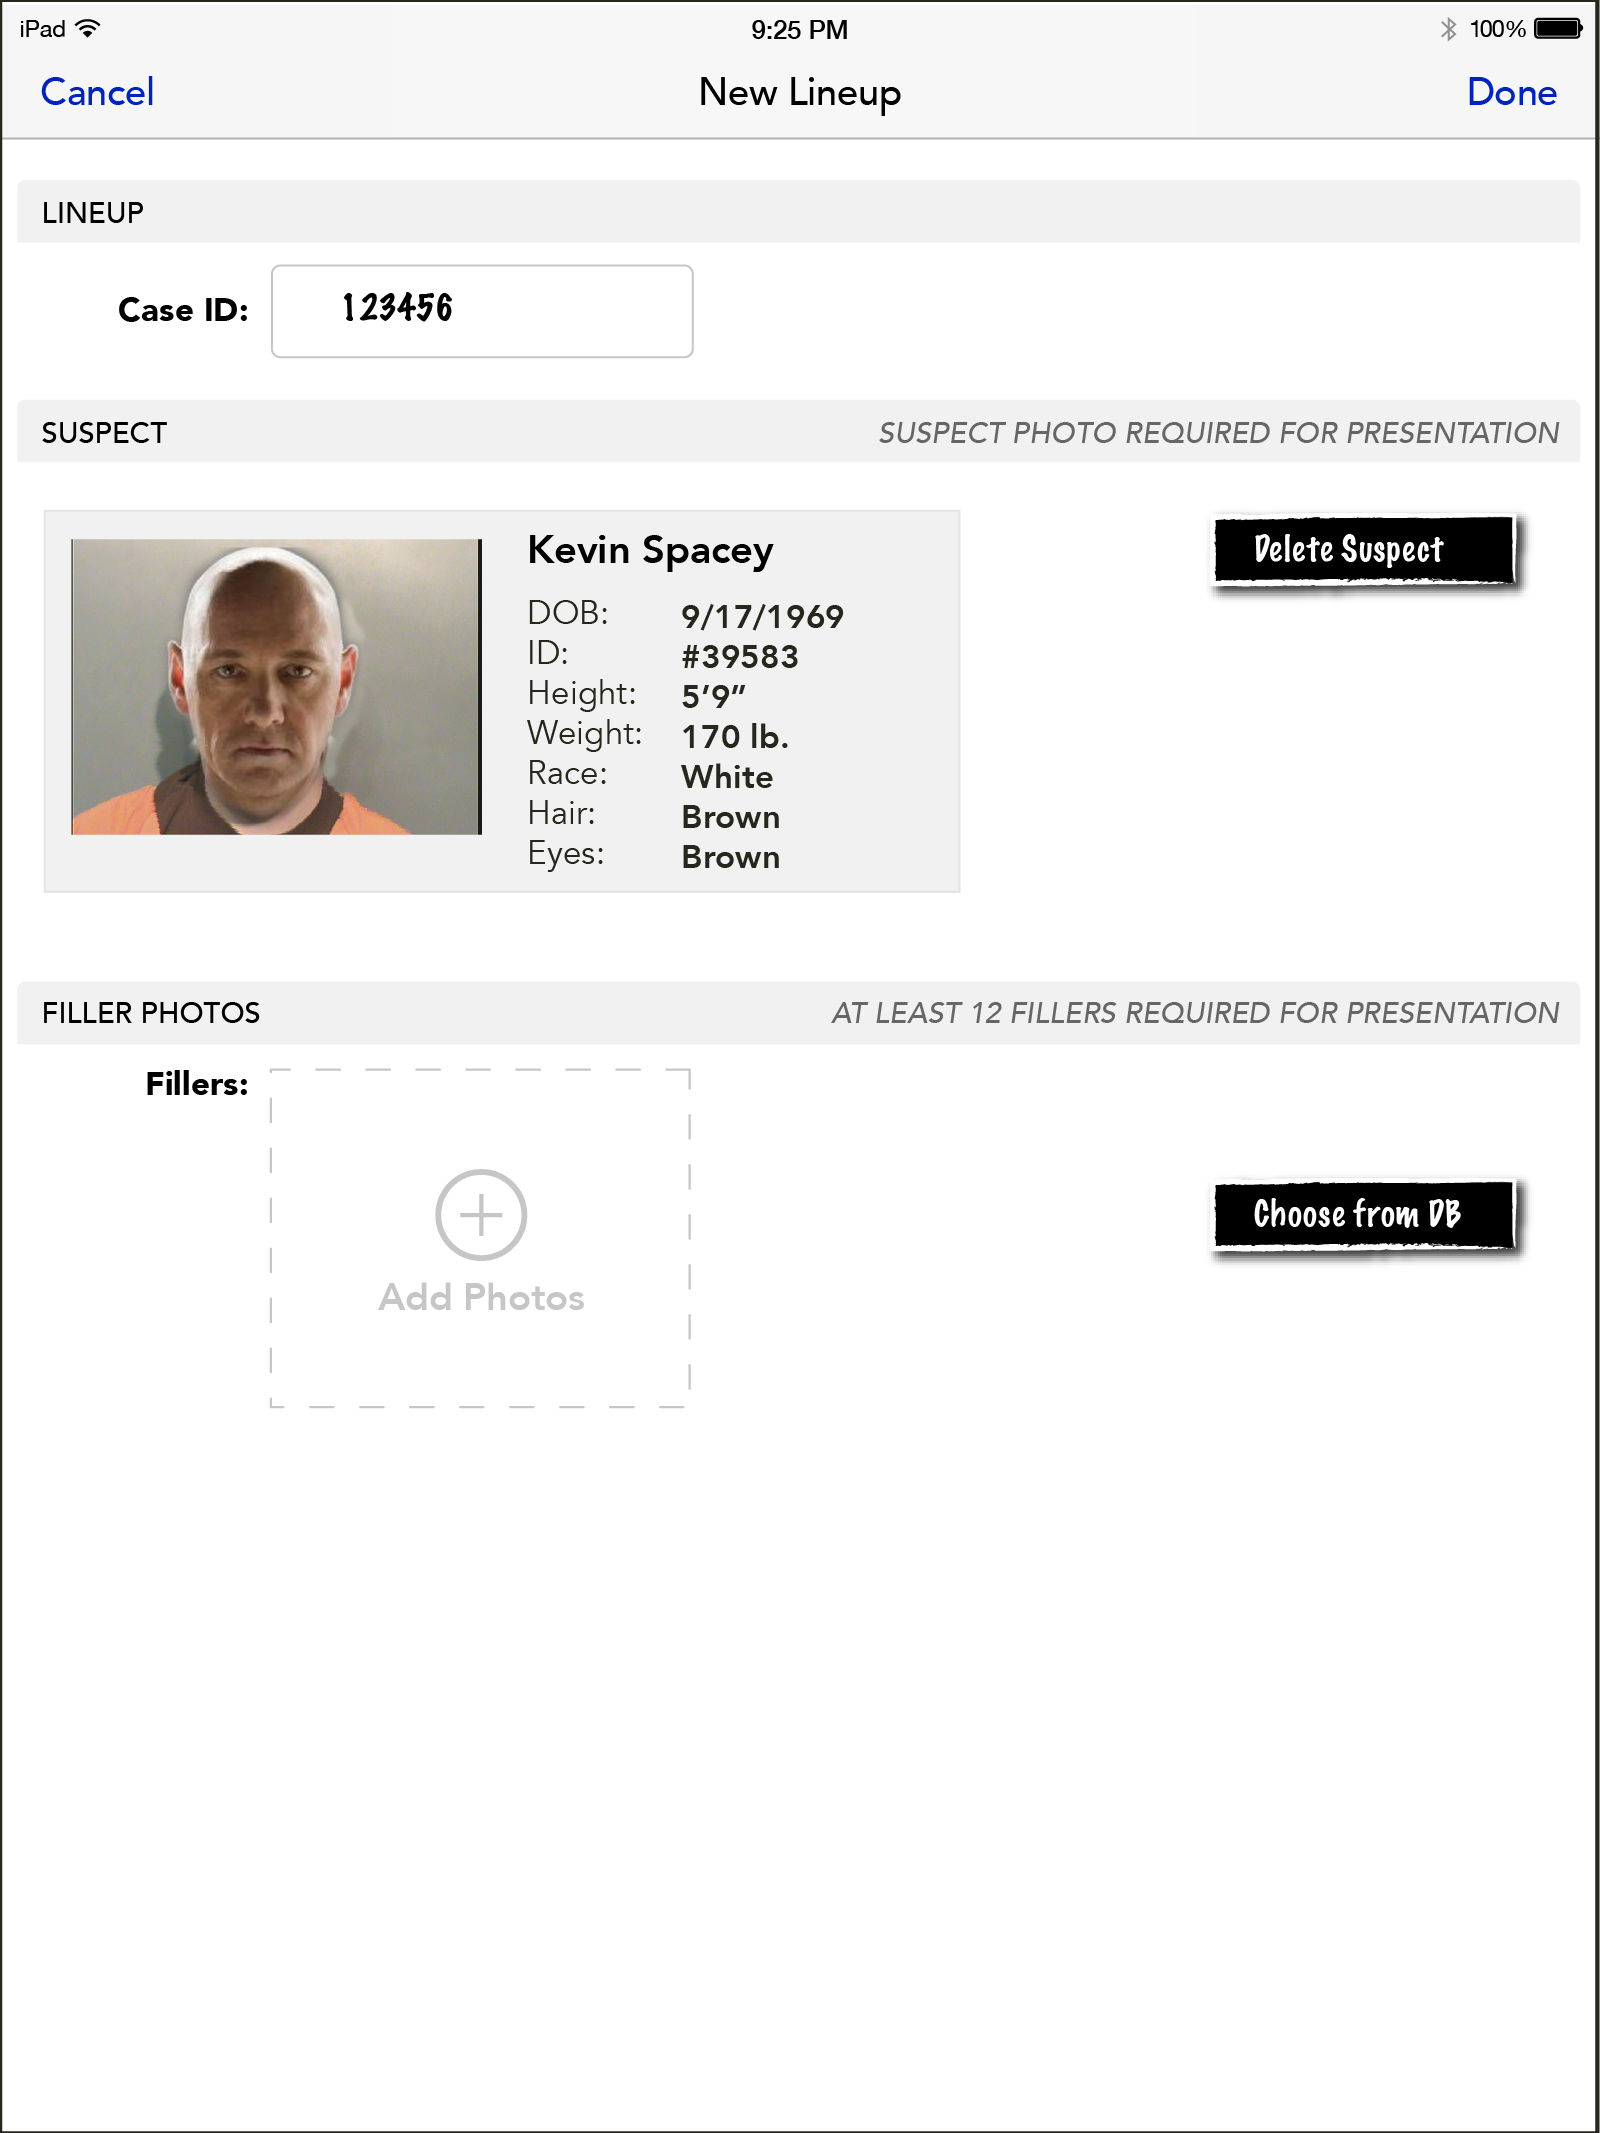 iPad 9:25 PM 100%
Cancel New Lineup Done
LINEUP
Case ID: 123456
SUSPECT SUSPECT PHOTO REQUIRED FOR PRESENTATION
Kevin Spacey
Delete Suspect
DOB: 9/17/1969
ID: #39583
Height: 5’9”
Weight: 170 lb.
Race: White
Hair: Brown
Eyes: Brown
FILLER PHOTOS AT LEAST 12 FILLERS REQUIRED FOR PRESENTATION
Fillers:
Choose from DB
Add Photos